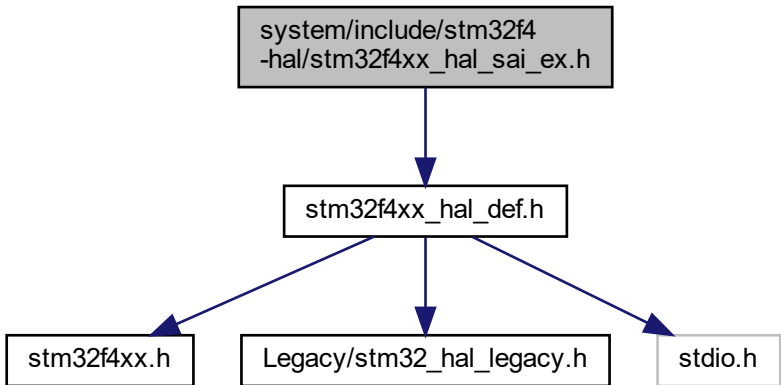 system/include/stm32f4
-hal/stm32f4xx_hal_sai_ex.h
stm32f4xx_hal_def.h
stm32f4xx.h
Legacy/stm32_hal_legacy.h
stdio.h